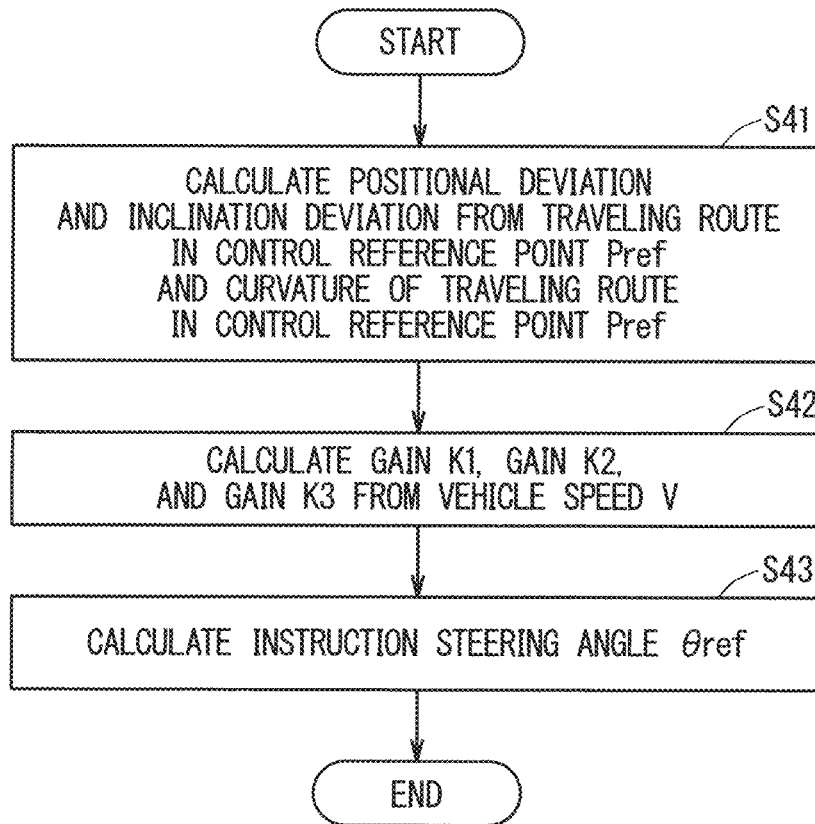 START
S41
CALCULATE POSITIONAL DEVIATION
AND INCLINATION DEVIATION FROM TRAVELING ROUTE
IN CONTROL REFERENCE POINT Pref
AND CURVATURE OF TRAVELING ROUTE
IN CONTROL REFERENCE POINT Pref
S42
CALCULATE GAIN K1, GAIN K2,
AND GAIN K3 FROM VEHICLE SPEED V
S43
CALCULATE INSTRUCTION STEERING ANGLE θref
END